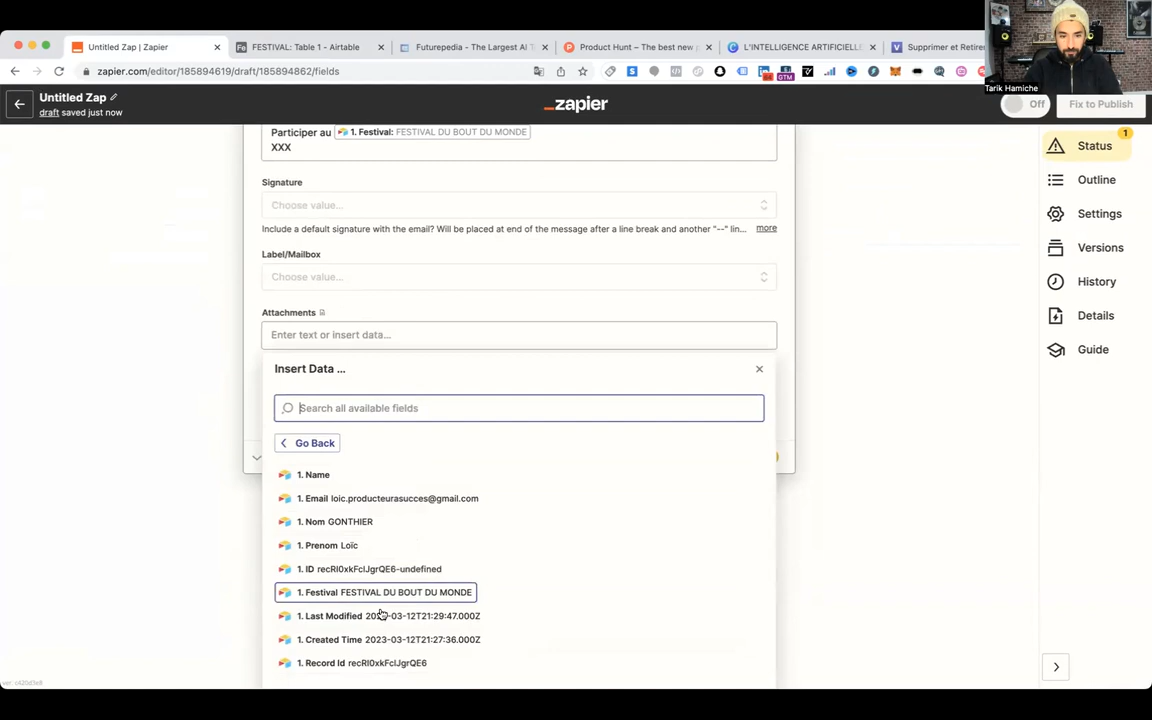 Untitled Zap | Zapier
FESTIVAL: Table 1 - Airtable
Futurepedia - The Largest AI T
Product Hunt – The best new p
L'INTELLIGENCE ARTIFICIELLE
Supprimer et Retirer
zapier.com/editor/185894619/draft/185894862/fields
Tarik Hamiche
Untitled Zap
draft saved just now
zapier
Off
Fix to Publish
Participer au 1. Festival: FESTIVAL DU BOUT DU MONDE
XXX
Signature
Choose value...
Include a default signature with the email? Will be placed at end of the message after a line break and another "--" lin... more
Label/Mailbox
Choose value...
Attachments
Enter text or insert data...
Insert Data ...
Search all available fields
Go Back
1. Name
1. Email loic.producteurasucces@gmail.com
1. Nom GONTHIER
1. Prenom Loïc
1. ID recRI0xkFclJgrQE6-undefined
1. Festival FESTIVAL DU BOUT DU MONDE
1. Last Modified 2023-03-12T21:29:47.000Z
1. Created Time 2023-03-12T21:27:36.000Z
1. Record Id recRI0xkFclJgrQE6
Status
1
Outline
Settings
Versions
History
Details
Guide